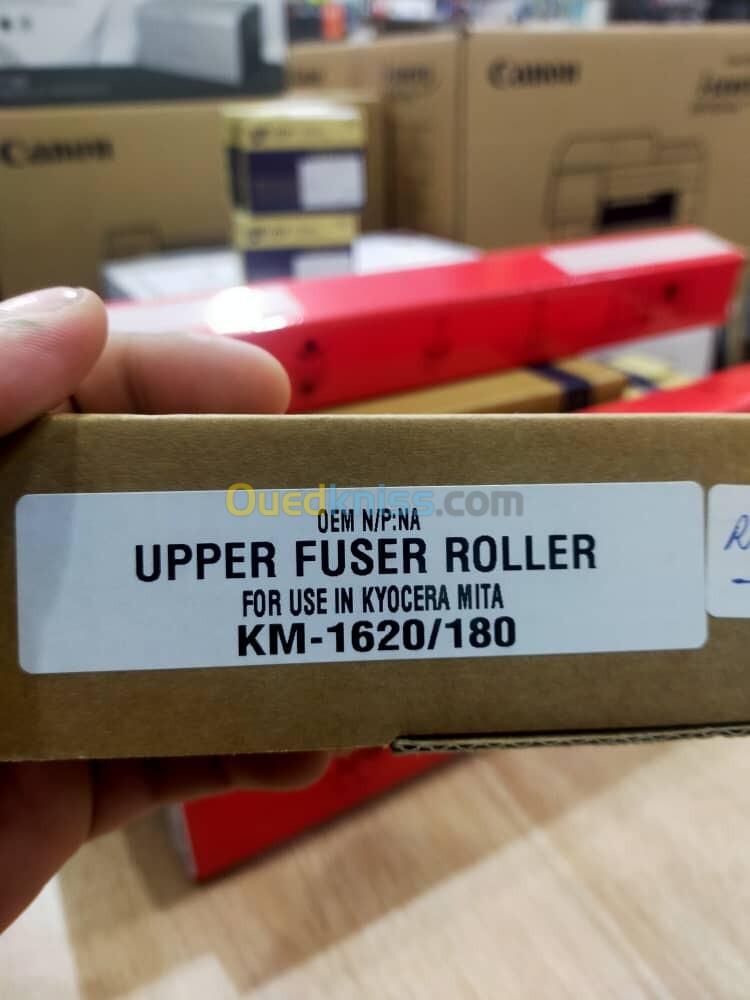 Canon
Canon
Ouedkniss.com
OEM N/P:NA
UPPER FUSER ROLLER
FOR USE IN KYOCERA MITA
KM-1620/180